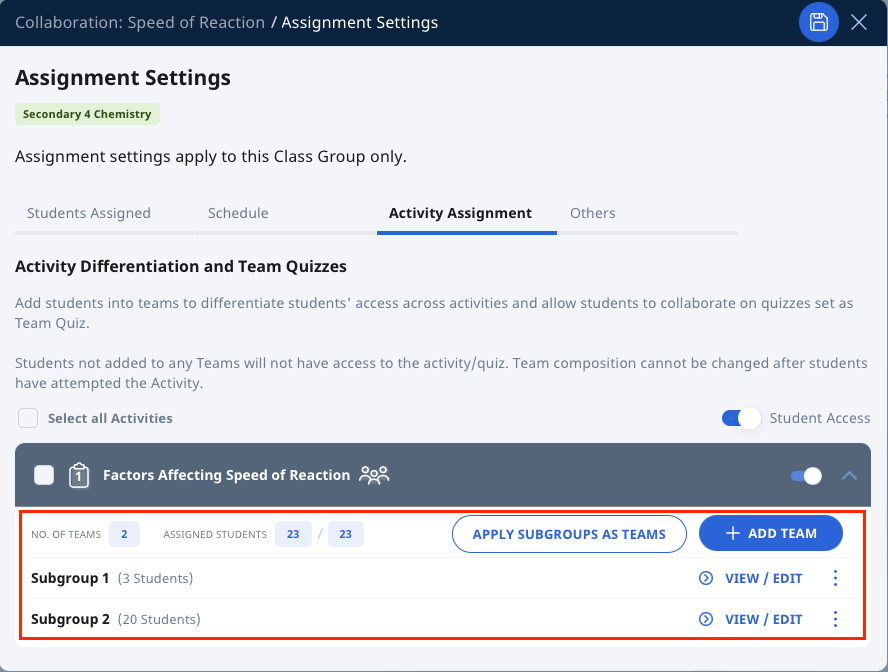 Collaboration: Speed of Reaction / Assignment Settings
Assignment Settings
Secondary 4 Chemistry
Assignment settings apply to this Class Group only.
Students Assigned Schedule Activity Assignment Others
Activity Differentiation and Team Quizzes
Add students into teams to differentiate students' access across activities and allow students to collaborate on quizzes set as
Team Quiz.
Students not added to any Teams will not have access to the activity/quiz. Team composition cannot be changed after students
have attempted the Activity.
Select all Activities Student Access
1 Factors Affecting Speed of Reaction
NO. OF TEAMS 2 ASSIGNED STUDENTS 23 / 23 APPLY SUBGROUPS AS TEAMS + ADD TEAM
Subgroup 1 (3 Students) VIEW / EDIT
Subgroup 2 (20 Students) VIEW / EDIT